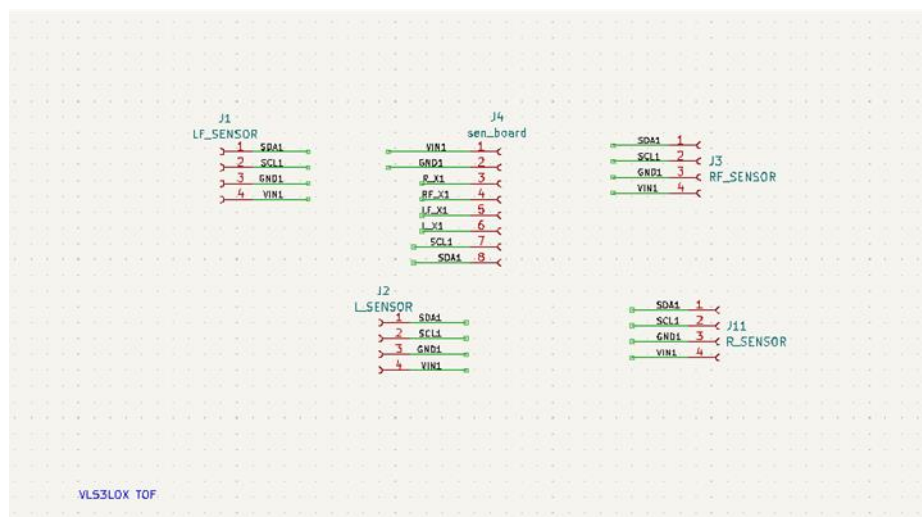 J1
LF_SENSOR
1 SDA1
2 SCL1
3 GND1
4 VIN1
J4
sen_board
VIN1 1
GND1 2
R_X1 3
RF_X1 4
LF_X1 5
L_X1 6
SCL1 7
SDA1 8
SDA1 1
SCL1 2
GND1 3
VIN1 4
J3
RF_SENSOR
J2
L_SENSOR
1 SDA1
2 SCL1
3 GND1
4 VIN1
SDA1 1
SCL1 2
GND1 3
VIN1 4
J11
R_SENSOR
VL53LOX TOF